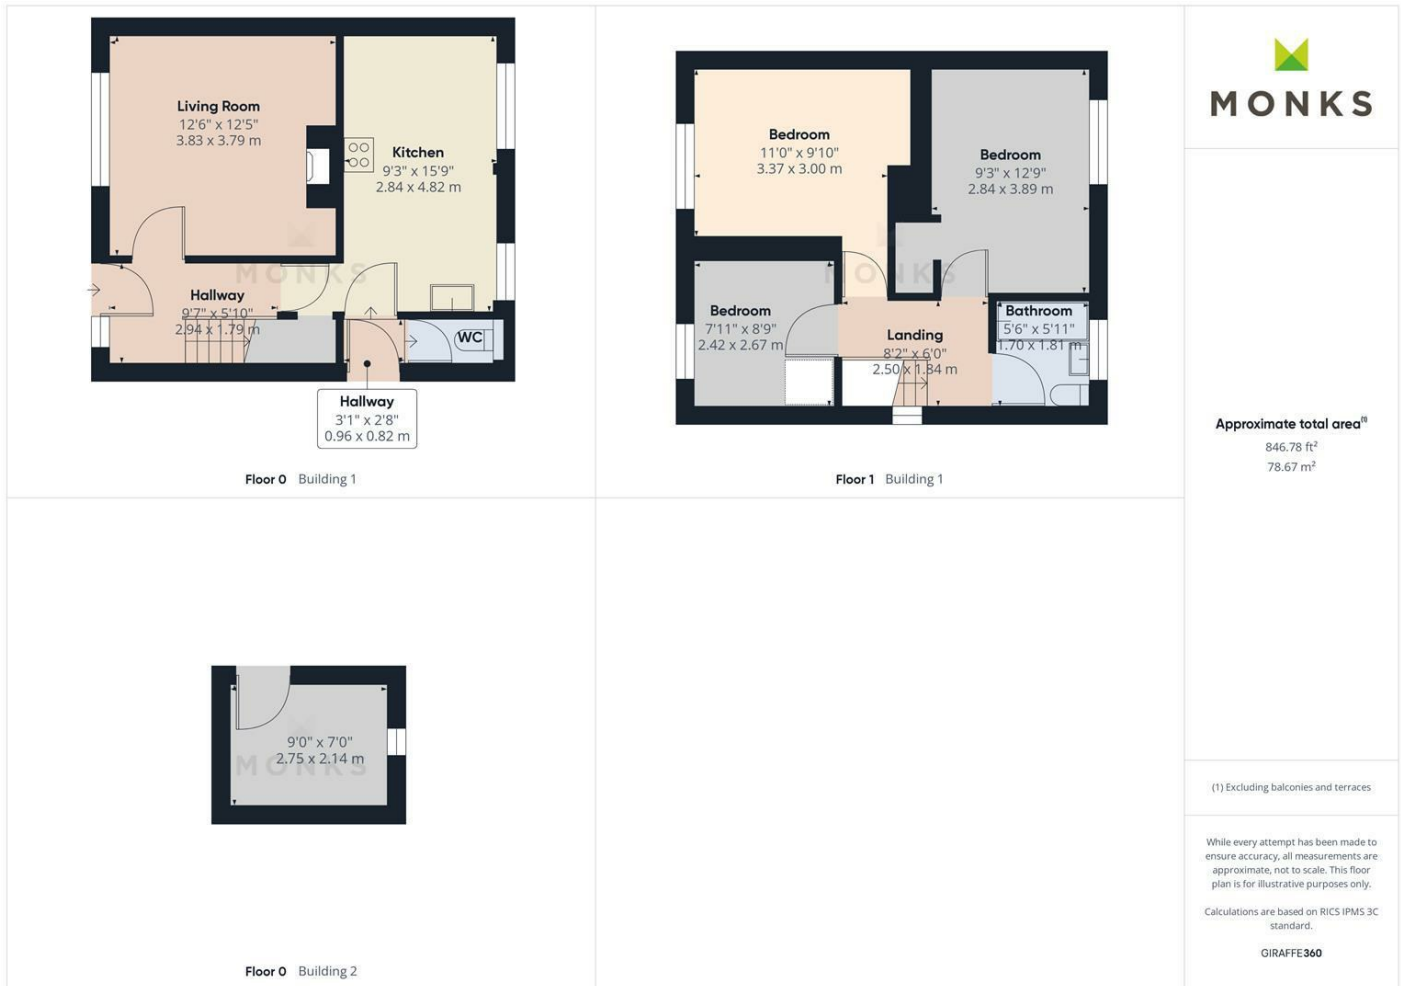 Living Room
12'6" x 12'5"
3.83 x 3.79 m
Kitchen
9'3" x 15'9"
2.84 x 4.82 m
MONKS
Hallway
9'7" x 5'10"
2.94 x 1.79 m
WC
Hallway
3'1" x 2'8"
0.96 x 0.82 m
Floor 0 Building 1
Bedroom
11'0" x 9'10"
3.37 x 3.00 m
Bedroom
9'3" x 12'9"
2.84 x 3.89 m
MONKS
Bedroom
7'11" x 8'9"
2.42 x 2.67 m
Landing
8'2" x 6'0"
2.50 x 1.84 m
Bathroom
5'6" x 5'11"
1.70 x 1.81 m
Floor 1 Building 1
9'0" x 7'0"
2.75 x 2.14 m
MONKS
Floor 0 Building 2
MONKS
Approximate total area(1)
846.78 ft²
78.67 m²
(1) Excluding balconies and terraces
While every attempt has been made to
ensure accuracy, all measurements are
approximate, not to scale. This floor
plan is for illustrative purposes only.
Calculations are based on RICS IPMS 3C
standard.
GIRAFFE360